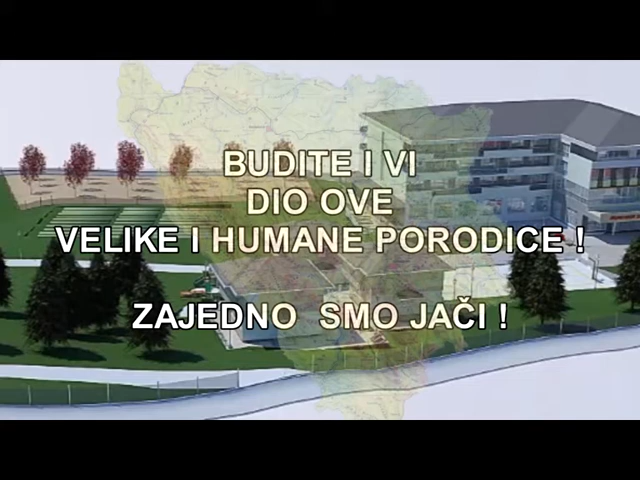 BUDITE I VI
DIO OVE
VELIKE I HUMANE PORODICE !
ZAJEDNO SMO JAČI !